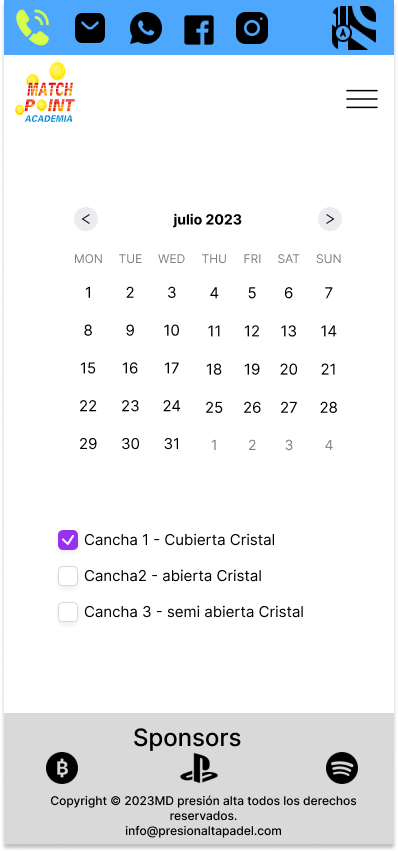 MATCH
POINT
ACADEMIA
< julio 2023 >
MON TUE WED THU FRI SAT SUN
1 2 3 4 5 6 7
8 9 10 11 12 13 14
15 16 17 18 19 20 21
22 23 24 25 26 27 28
29 30 31 1 2 3 4
Cancha 1 - Cubierta Cristal
Cancha2 - abierta Cristal
Cancha 3 - semi abierta Cristal
Sponsors
Copyright © 2023MD presión alta todos los derechos
reservados.
info@presionaltapadel.com